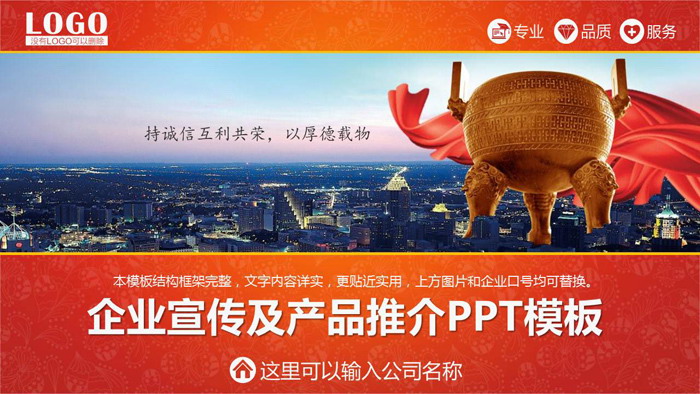 LOGO
没有LOGO可以删除
专业 品质 服务
持诚信互利共荣，以厚德载物
本模板结构框架完整，文字内容详实，更贴近实用，上方图片和企业口号均可替换。
企业宣传及产品推介PPT模板
这里可以输入公司名称